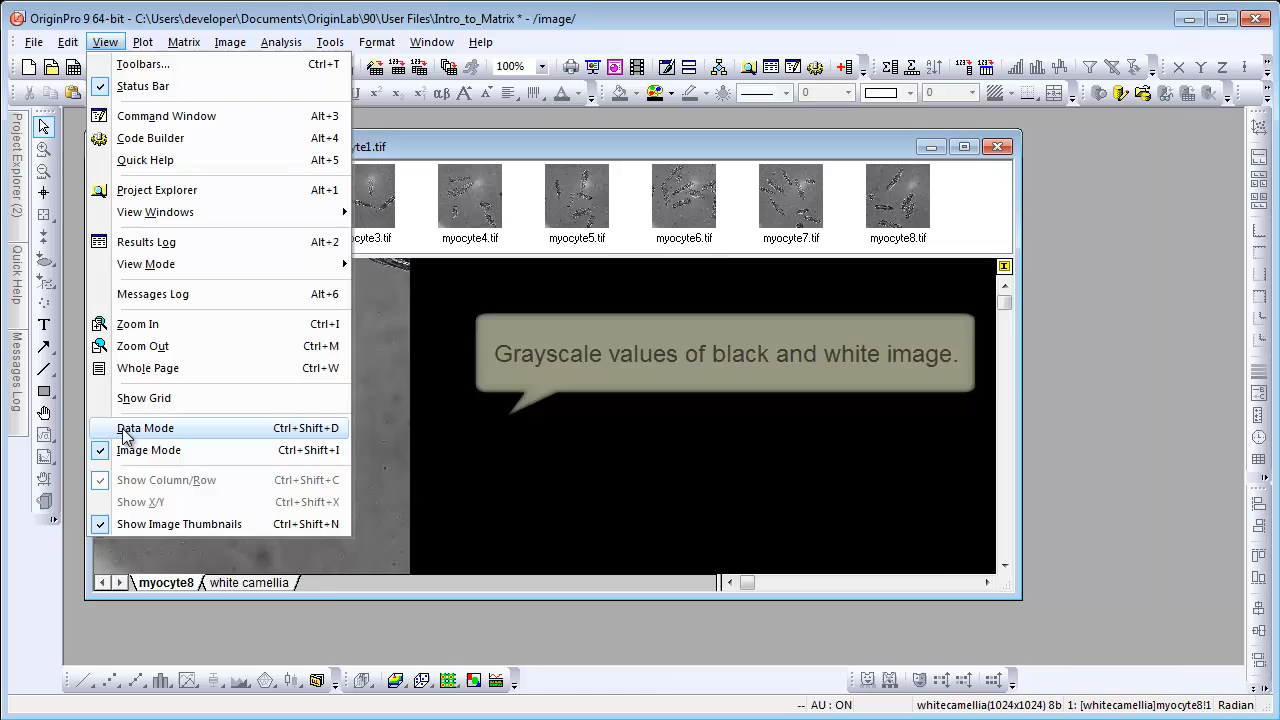 OriginPro 9 64-bit - C:\Users\developer\Documents\OriginLab\90\User Files\Intro_to_Matrix * - /image/
File Edit View Plot Matrix Image Analysis Tools Format Window Help
100%
Toolbars... Ctrl+T
Status Bar
Command Window Alt+3
Code Builder Alt+4
Quick Help Alt+5
Project Explorer Alt+1
View Windows
Results Log Alt+2
View Mode
Messages Log Alt+6
Zoom In Ctrl+I
Zoom Out Ctrl+M
Whole Page Ctrl+W
Show Grid
Data Mode Ctrl+Shift+D
Image Mode Ctrl+Shift+I
Show Column/Row Ctrl+Shift+C
Show X/Y Ctrl+Shift+X
Show Image Thumbnails Ctrl+Shift+N
Project Explorer (2)
Quick Help
Messages Log
yte1.tif
cyte3.tif myocyte4.tif myocyte5.tif myocyte6.tif myocyte7.tif myocyte8.tif
Grayscale values of black and white image.
myocyte8 white camellia
-- AU : ON whitecamellia(1024x1024) 8b 1: [whitecamellia]myocyte8!1 Radian